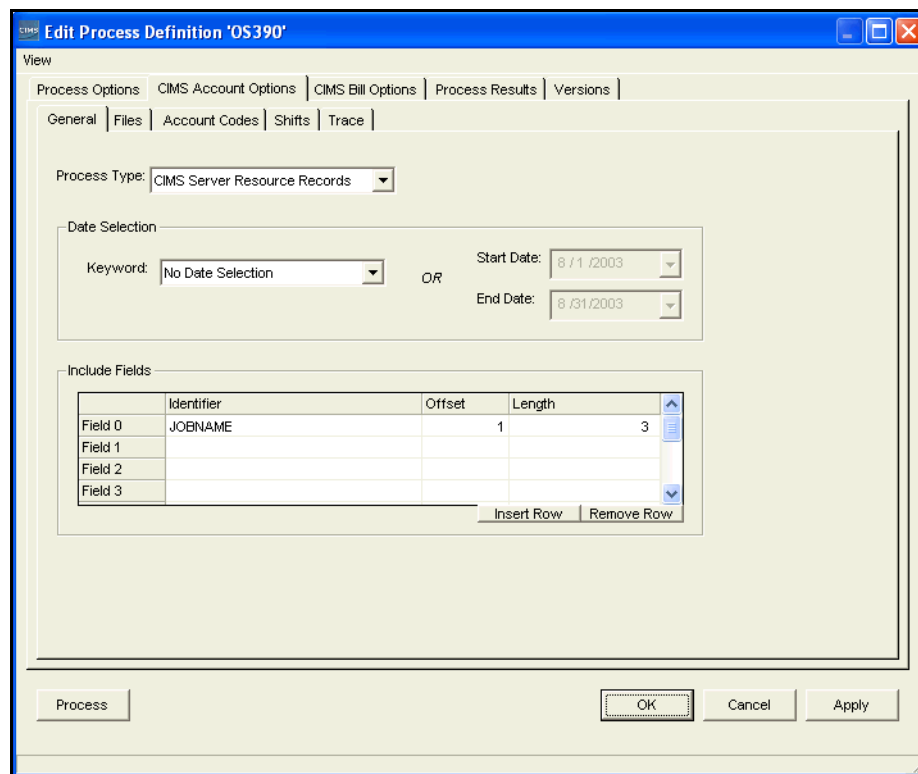 CIMS Edit Process Definition 'OS390'
View
Process Options CIMS Account Options CIMS Bill Options Process Results Versions
General Files Account Codes Shifts Trace
Process Type: CIMS Server Resource Records
Date Selection
Keyword: No Date Selection OR Start Date: 8 / 1 /2003
End Date: 8 /31/2003
Include Fields
Identifier Offset Length
Field 0 JOBNAME 1 3
Field 1
Field 2
Field 3
Insert Row Remove Row
Process OK Cancel Apply